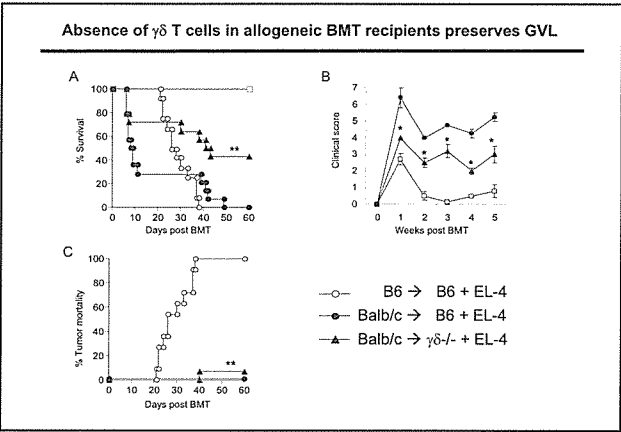 Absence of γδ T cells in allogeneic BMT recipients preserves GVL
A
% Survival
100
80
60
40
20
0
**
0 10 20 30 40 50 60
Days post BMT
B
Clinical score
7
6
5
4
3
2
1
0
* * * * *
0 1 2 3 4 5
Weeks post BMT
C
% Tumor mortality
100
80
60
40
20
0
**
0 10 20 30 40 50 60
Days post BMT
B6 → B6 + EL-4
Balb/c → B6 + EL-4
Balb/c → γδ-/- + EL-4